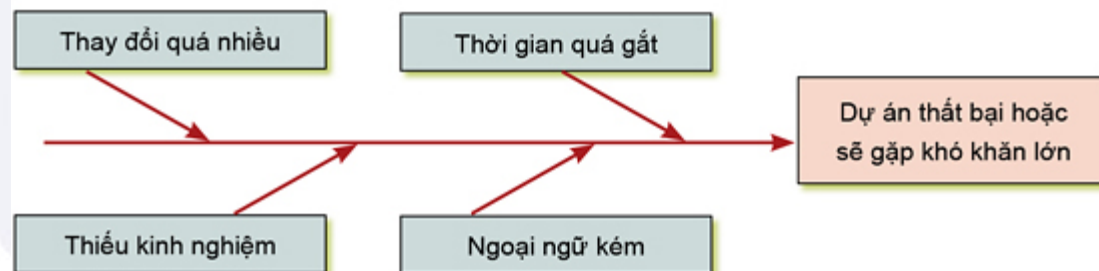 Thay đổi quá nhiều
Thời gian quá gắt
Dự án thất bại hoặc
sẽ gặp khó khăn lớn
Thiếu kinh nghiệm
Ngoại ngữ kém